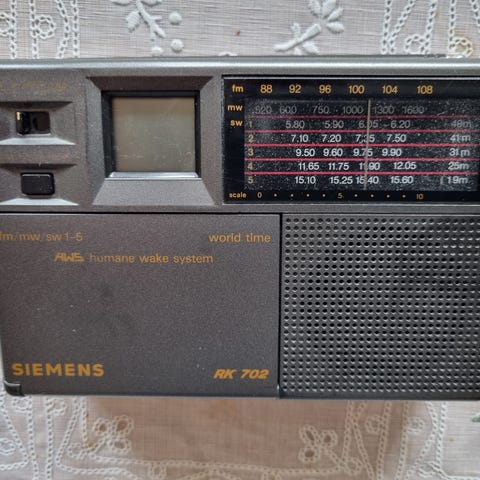 fm 88 92 96 100 104 108
mw 520 600 750 1000 1300 1600
sw 1 5.80 5.90 6.05 6.20 49m
2 7.10 7.20 7.35 7.50 41m
3 9.50 9.60 9.75 9.90 31m
4 11.65 11.75 11.90 12.05 25m
5 15.10 15.25 15.40 15.60 19m
scale 0 5 10
fm/mw/sw 1-5 world time
AWS humane wake system
SIEMENS RK 702